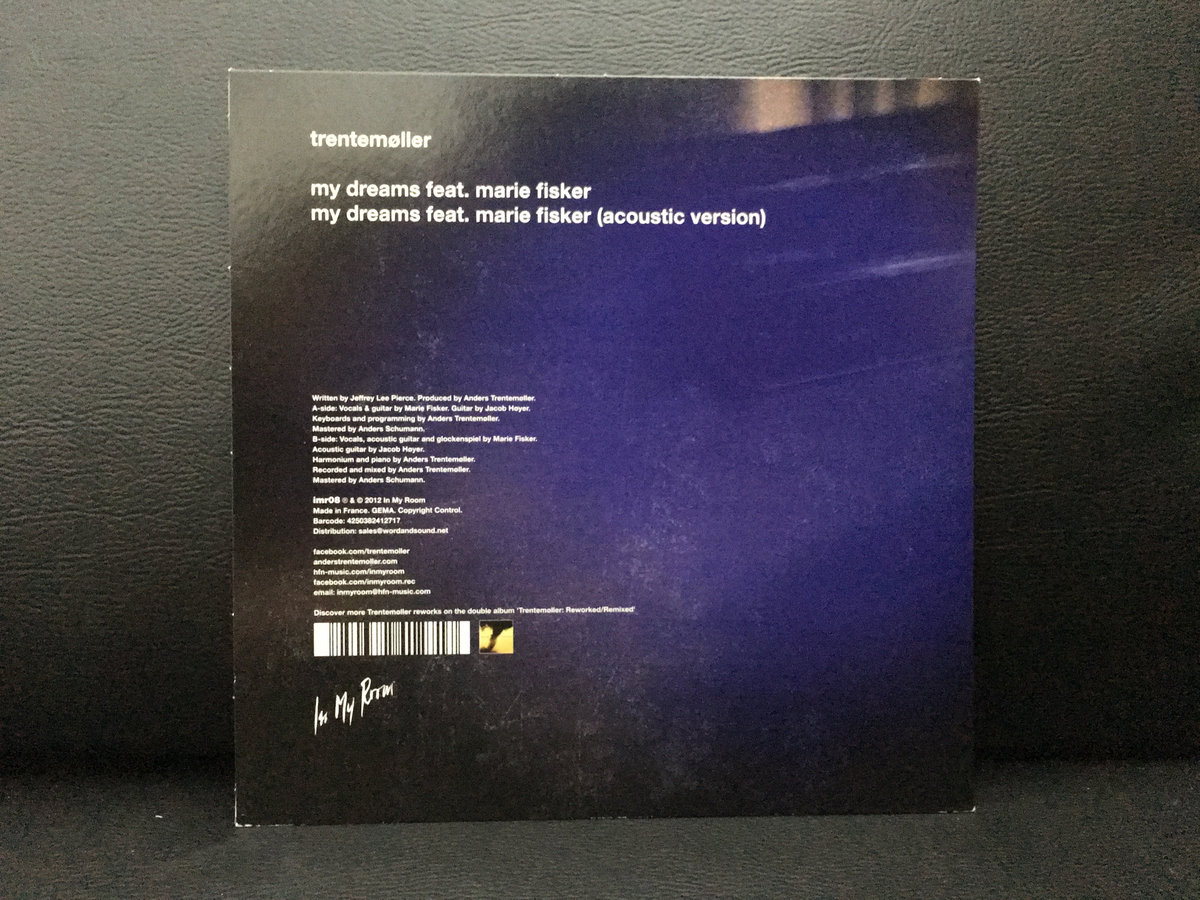 trentemøller
my dreams feat. marie fisker
my dreams feat. marie fisker (acoustic version)
Written by Jeffrey Lee Pierce. Produced by Anders Trentemøller.
A-side: Vocals & guitar by Marie Fisker. Guitar by Jacob Høyer.
Keyboards and programming by Anders Trentemøller.
Mastered by Anders Schumann.
B-side: Vocals, acoustic guitar and glockenspiel by Marie Fisker.
Acoustic guitar by Jacob Høyer.
Harmonium and piano by Anders Trentemøller.
Recorded and mixed by Anders Trentemøller.
Mastered by Anders Schumann.
imr08 ℗ & © 2012 In My Room
Made in France. GEMA. Copyright Control.
Barcode: 4250382412717
Distribution: sales@wordandsound.net
facebook.com/trentemoller
anderstrentemoller.com
hfn-music.com/inmyroom
facebook.com/inmyroom.rec
email: inmyroom@hfn-music.com
Discover more Trentemøller reworks on the double album 'Trentemøller: Reworked/Remixed'
In My Room